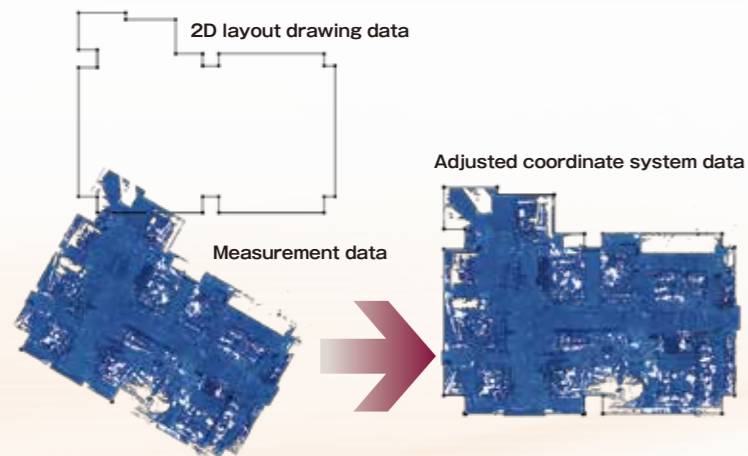 2D layout drawing data
Adjusted coordinate system data
Measurement data